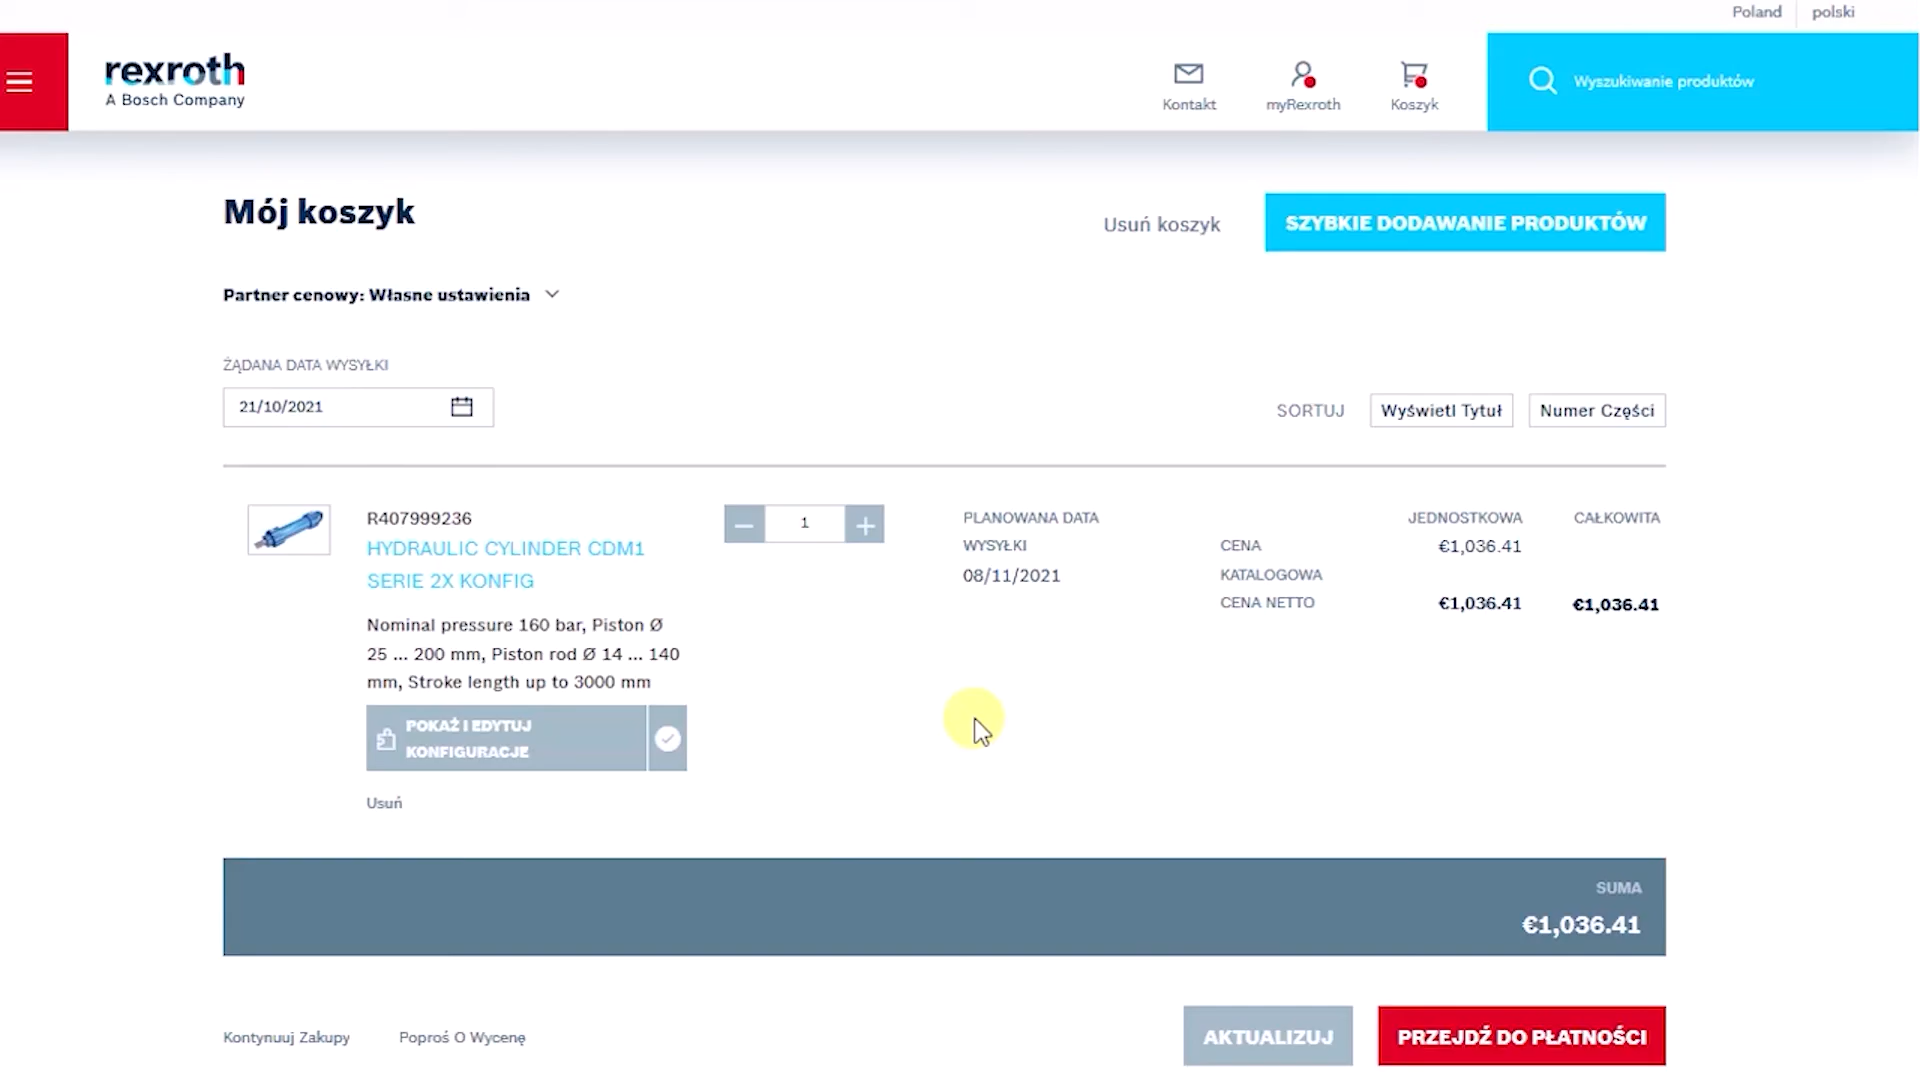 Poland polski
rexroth
A Bosch Company
Kontakt
myRexroth
Koszyk
Wyszukiwanie produktów
Mój koszyk
Usuń koszyk
SZYBKIE DODAWANIE PRODUKTÓW
Partner cenowy: Własne ustawienia
ŻĄDANA DATA WYSYŁKI
21/10/2021
SORTUJ Wyświetl Tytuł Numer Części
R407999236
HYDRAULIC CYLINDER CDM1
SERIE 2X KONFIG
Nominal pressure 160 bar, Piston Ø
25 ... 200 mm, Piston rod Ø 14 ... 140
mm, Stroke length up to 3000 mm
POKAŻ I EDYTUJ
KONFIGURACJE
Usuń
1
PLANOWANA DATA
WYSYŁKI
08/11/2021
JEDNOSTKOWA CAŁKOWITA
CENA €1,036.41
KATALOGOWA
CENA NETTO €1,036.41 €1,036.41
SUMA
€1,036.41
Kontynuuj Zakupy Poproś O Wycenę
AKTUALIZUJ
PRZEJDŹ DO PŁATNOŚCI